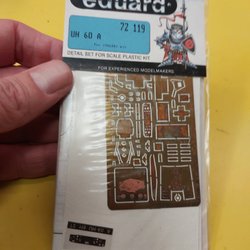 eduard
72 119
UH 60 A
DETAIL SET FOR SCALE PLASTIC KIT
FOR EXPERIENCED MODELMAKERS